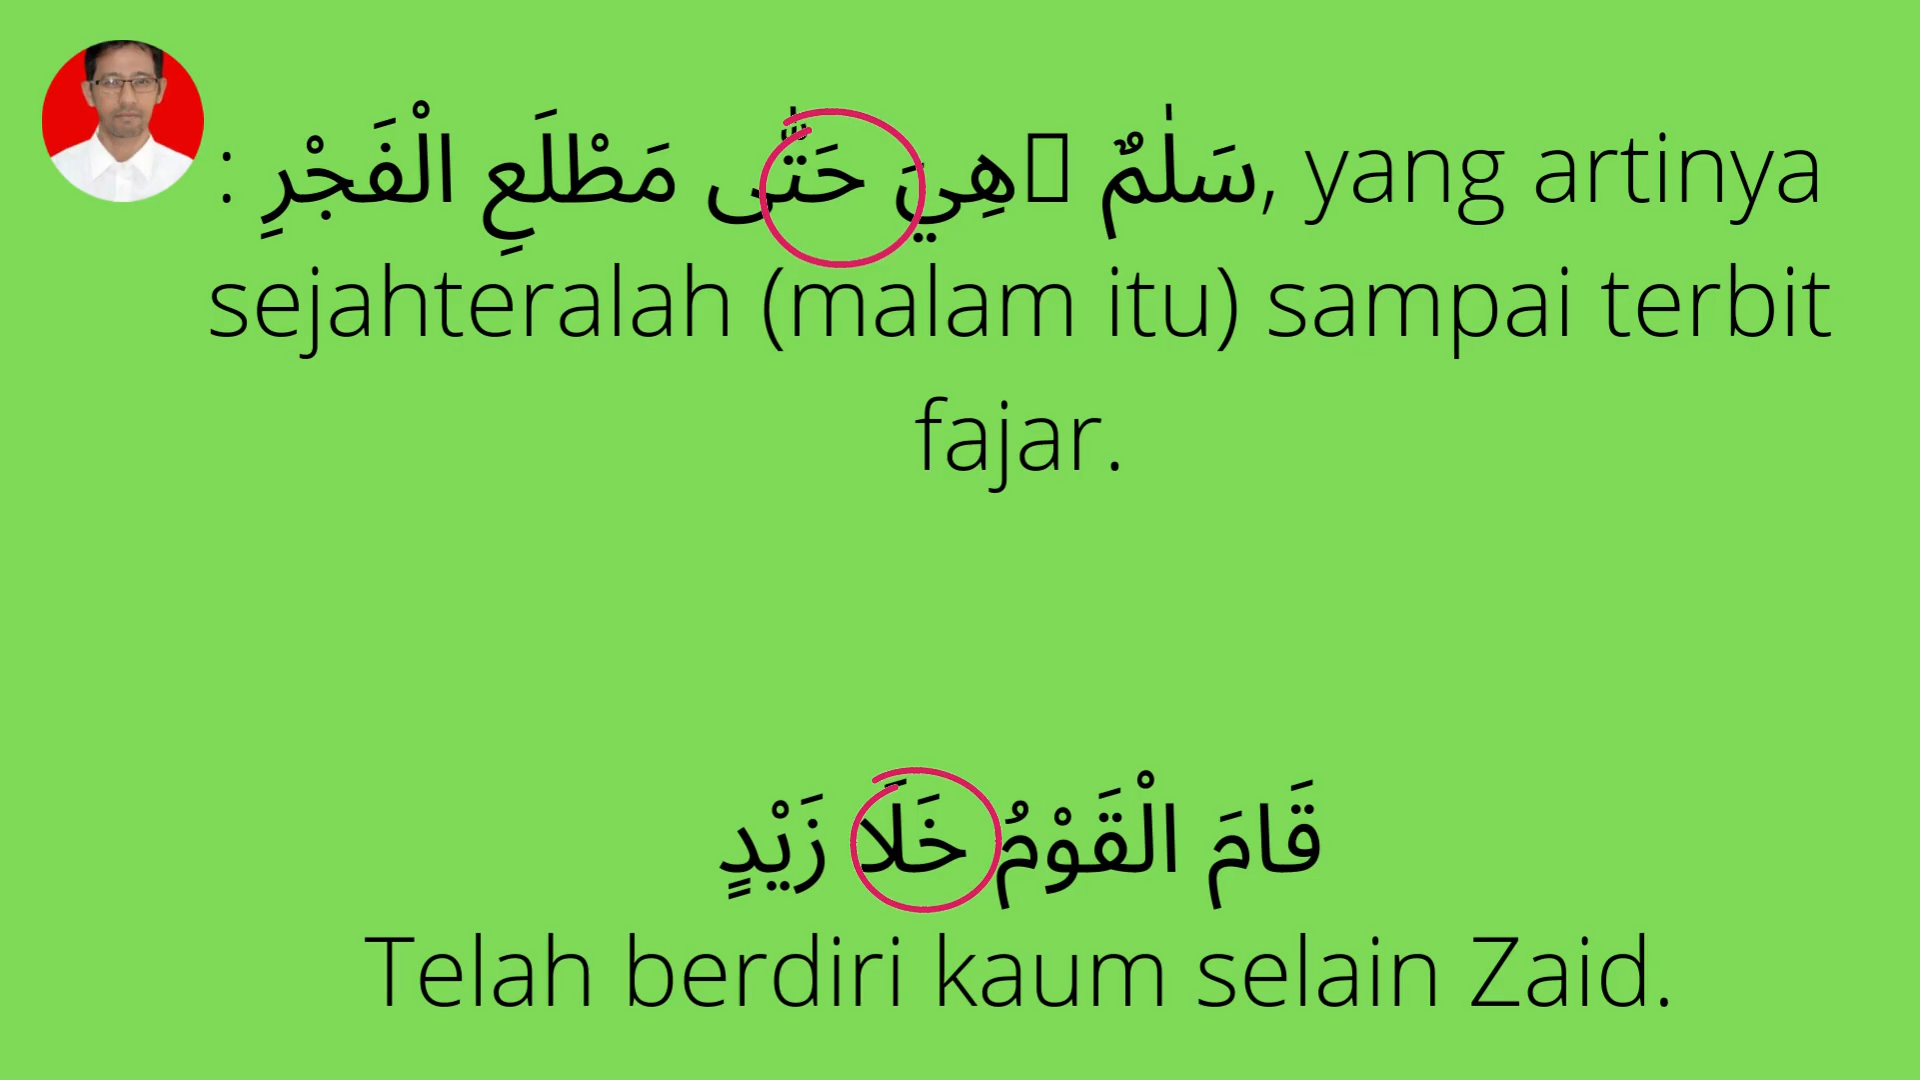 سَلٰمٌ ۛهِيَ حَتّٰى مَطْلَعِ الْفَجْرِ :, yang artinya
sejahteralah (malam itu) sampai terbit
fajar.
قَامَ الْقَوْمُ خَلَا زَيْدٍ
Telah berdiri kaum selain Zaid.